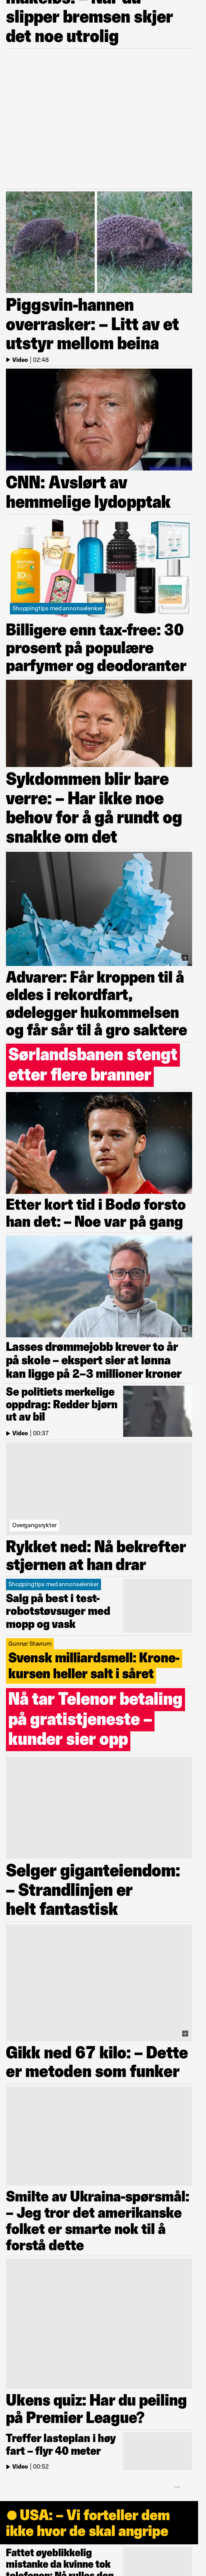 slipper bremsen skjer
det noe utrolig
Piggsvin-hannen
overrasker: – Litt av et
utstyr mellom beina
Video | 02:48
CNN: Avslørt av
hemmelige lydopptak
Shoppingtips med annonselenker
Billigere enn tax-free: 30
prosent på populære
parfymer og deodoranter
Sykdommen blir bare
verre: – Har ikke noe
behov for å gå rundt og
snakke om det
Advarer: Får kroppen til å
eldes i rekordfart,
ødelegger hukommelsen
og får sår til å gro saktere
Sørlandsbanen stengt
etter flere branner
Etter kort tid i Bodø forsto
han det: – Noe var på gang
Lasses drømmejobb krever to år
på skole – ekspert sier at lønna
kan ligge på 2–3 millioner kroner
Se politiets merkelige
oppdrag: Redder bjørn
ut av bil
Video | 00:37
Overgangsrykter
Rykket ned: Nå bekrefter
stjernen at han drar
Shoppingtips med annonselenker
Salg på best i test-
robotstøvsuger med
mopp og vask
Gunnar Stavrum
Svensk milliardsmell: Krone-
kursen heller salt i såret
Nå tar Telenor betaling
på gratistjeneste –
kunder sier opp
Selger giganteiendom:
– Strandlinjen er
helt fantastisk
Gikk ned 67 kilo: – Dette
er metoden som funker
Smilte av Ukraina-spørsmål:
– Jeg tror det amerikanske
folket er smarte nok til å
forstå dette
Ukens quiz: Har du peiling
på Premier League?
Treffer lasteplan i høy
fart – flyr 40 meter
Video | 00:52
USA: – Vi forteller dem
ikke hvor de skal angripe
Fattet øyeblikkelig
mistanke da kvinne tok